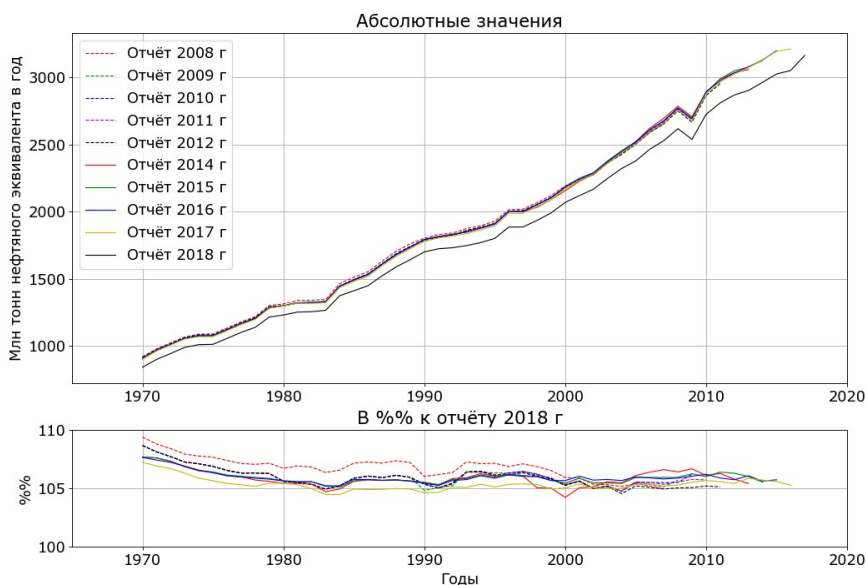 Абсолютные значения
Млн тонн нефтяного эквивалента в год
3000
2500
2000
1500
1000
Отчёт 2008 г
Отчёт 2009 г
Отчёт 2010 г
Отчёт 2011 г
Отчёт 2012 г
Отчёт 2014 г
Отчёт 2015 г
Отчёт 2016 г
Отчёт 2017 г
Отчёт 2018 г
1970 1980 1990 2000 2010 2020
В %% к отчёту 2018 г
%%
110
105
100
1970 1980 1990 2000 2010 2020
Годы